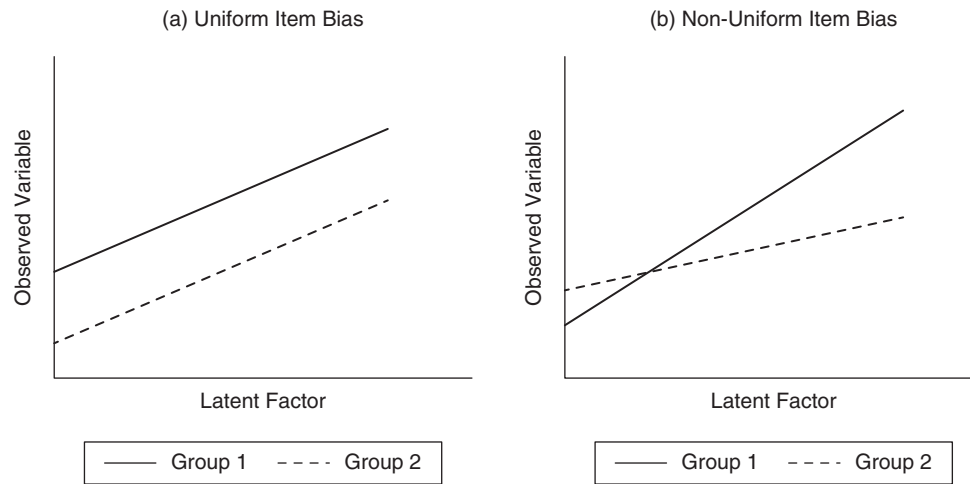 (a) Uniform Item Bias
Observed Variable
Latent Factor
Group 1
Group 2
(b) Non-Uniform Item Bias
Observed Variable
Latent Factor
Group 1
Group 2